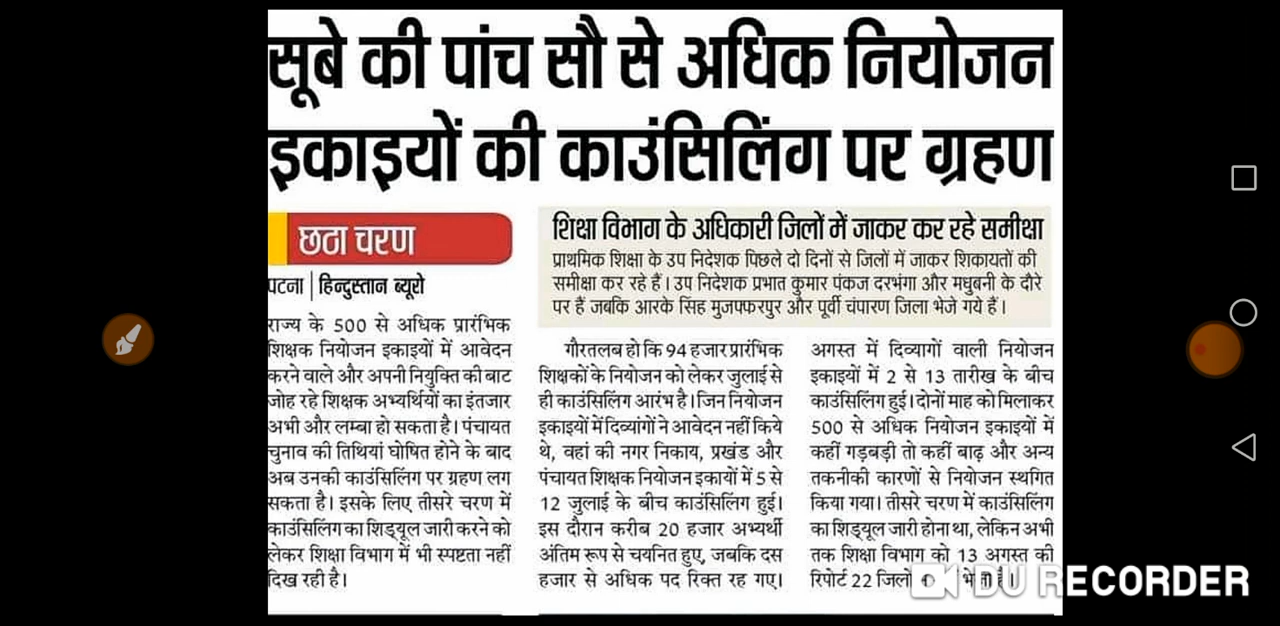 सूबे की पांच सौ से अधिक नियोजन
इकाइयों की काउंसिलिंग पर ग्रहण
छठा चरण
पटना | हिन्दुस्तान ब्यूरो
राज्य के 500 से अधिक प्रारंभिक
शिक्षक नियोजन इकाइयों में आवेदन
करने वाले और अपनी नियुक्ति की बाट
जोह रहे शिक्षक अभ्यर्थियों का इंतजार
अभी और लम्बा हो सकता है। पंचायत
चुनाव की तिथियां घोषित होने के बाद
अब उनकी काउंसिलिंग पर ग्रहण लग
सकता है। इसके लिए तीसरे चरण में
काउंसिलिंग का शिड्यूल जारी करने को
लेकर शिक्षा विभाग में भी स्पष्टता नहीं
दिख रही है।
शिक्षा विभाग के अधिकारी जिलों में जाकर कर रहे समीक्षा
प्राथमिक शिक्षा के उप निदेशक पिछले दो दिनों से जिलों में जाकर शिकायतों की
समीक्षा कर रहे हैं। उप निदेशक प्रभात कुमार पंकज दरभंगा और मधुबनी के दौरे
पर हैं जबकि आरके सिंह मुजफ्फरपुर और पूर्वी चंपारण जिला भेजे गये हैं।
गौरतलब हो कि 94 हजार प्रारंभिक
शिक्षकों के नियोजन को लेकर जुलाई से
ही काउंसिलिंग आरंभ है। जिन नियोजन
इकाइयों में दिव्यांगों ने आवेदन नहीं किये
थे, वहां की नगर निकाय, प्रखंड और
पंचायत शिक्षक नियोजन इकायों में 5 से
12 जुलाई के बीच काउंसिलिंग हुई।
इस दौरान करीब 20 हजार अभ्यर्थी
अंतिम रूप से चयनित हुए, जबकि दस
हजार से अधिक पद रिक्त रह गए।
अगस्त में दिव्यागों वाली नियोजन
इकाइयों में 2 से 13 तारीख के बीच
काउंसिलिंग हुई। दोनों माह को मिलाकर
500 से अधिक नियोजन इकाइयों में
कहीं गड़बड़ी तो कहीं बाढ़ और अन्य
तकनीकी कारणों से नियोजन स्थगित
किया गया। तीसरे चरण में काउंसिलिंग
का शिड्यूल जारी होना था, लेकिन अभी
तक शिक्षा विभाग को 13 अगस्त की
रिपोर्ट 22 जिलों
DU RECORDER